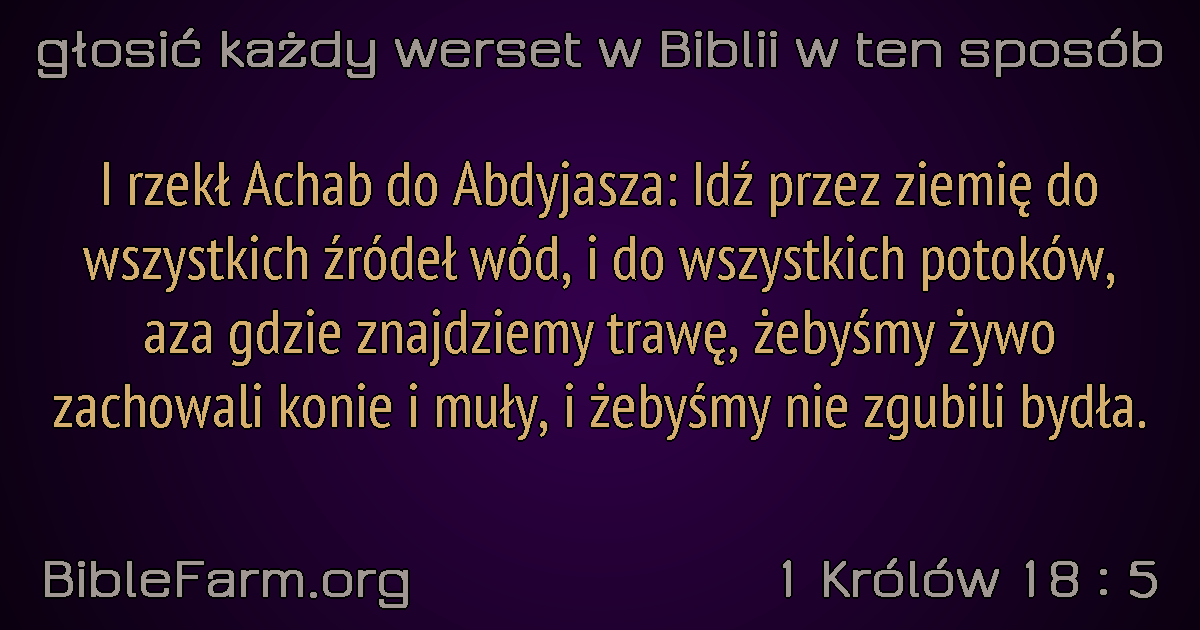 głosić każdy werset w Biblii w ten sposób
I rzekł Achab do Abdyjasza: Idź przez ziemię do
wszystkich źródeł wód, i do wszystkich potoków,
aza gdzie znajdziemy trawę, żebyśmy żywo
zachowali konie i muły, i żebyśmy nie zgubili bydła.
BibleFarm.org
1 Królów 18 : 5